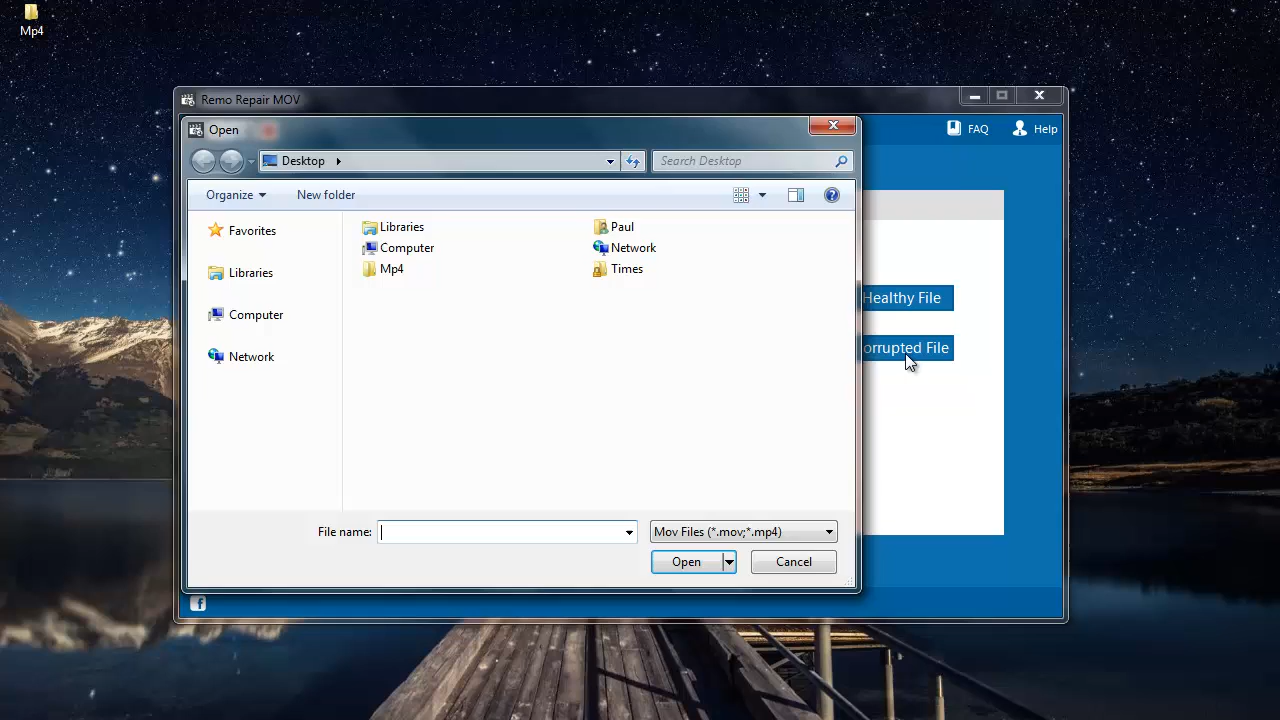 Mp4
Remo Repair MOV
FAQ
Help
Open
Desktop
Search Desktop
Organize
New folder
Favorites
Libraries
Computer
Network
Libraries
Paul
Computer
Network
Mp4
Times
Healthy File
orrupted File
File name:
Mov Files (*.mov;*.mp4)
Open
Cancel
f